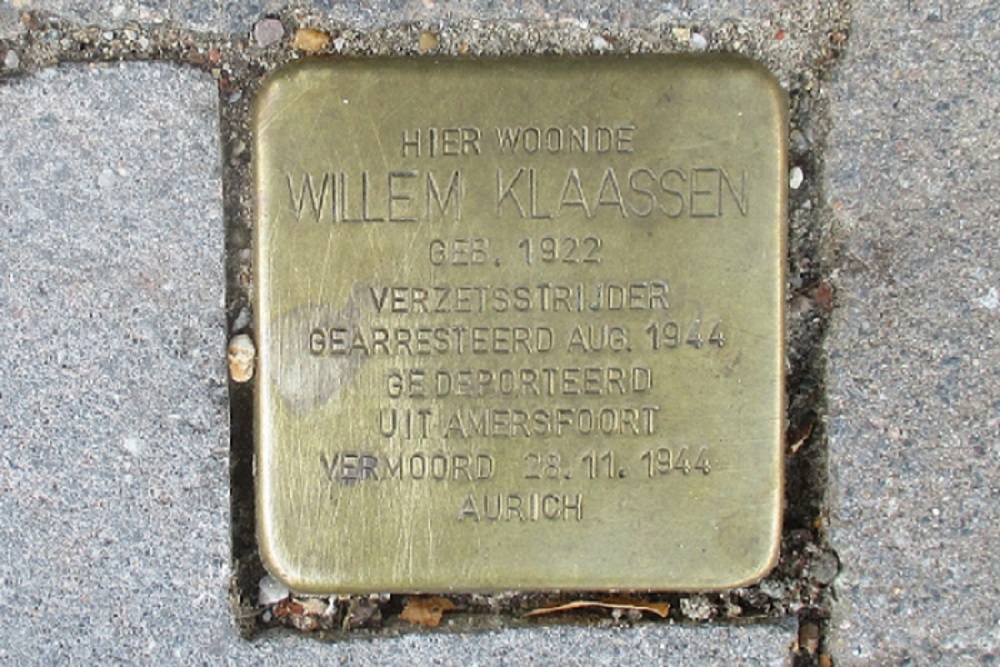 HIER WOONDE
WILLEM KLAASSEN
GEB. 1922
VERZETSSTRIJDER
GEARRESTEERD AUG. 1944
GEDEPORTEERD
UIT AMERSFOORT
VERMOORD 28.11.1944
AURICH